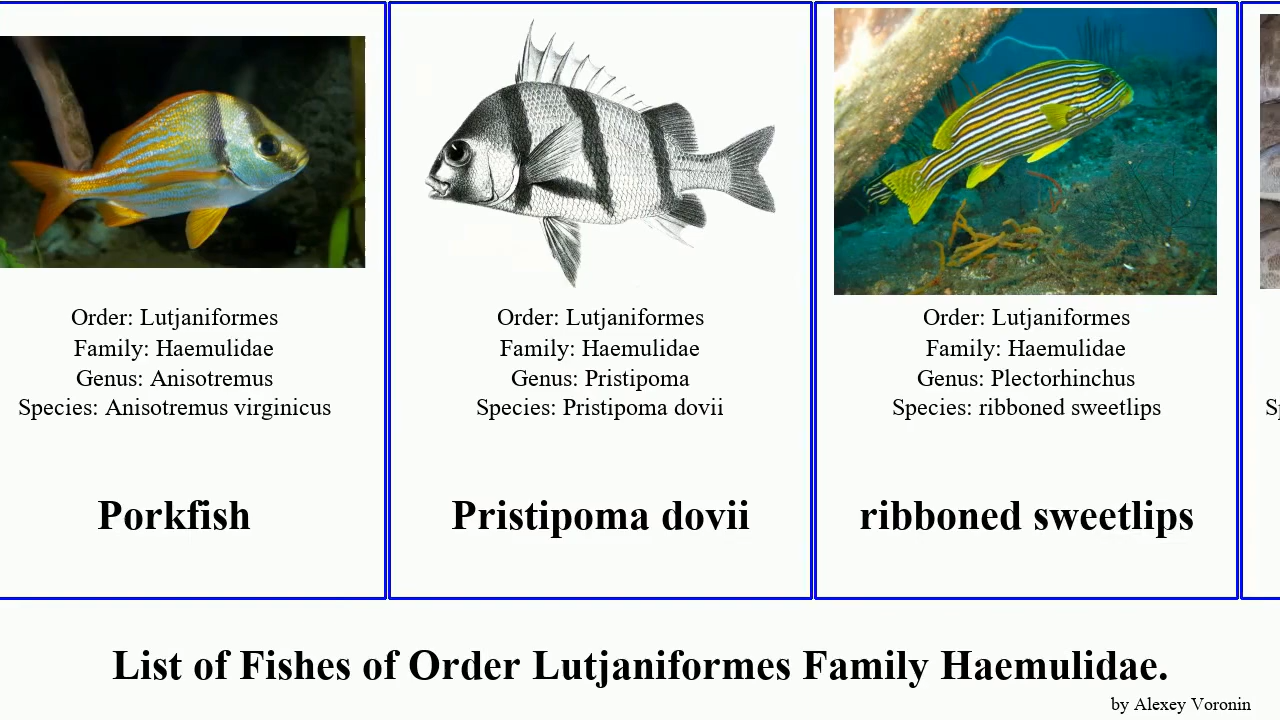 Order: Lutjaniformes
Family: Haemulidae
Genus: Anisotremus
Species: Anisotremus virginicus
Porkfish
Order: Lutjaniformes
Family: Haemulidae
Genus: Pristipoma
Species: Pristipoma dovii
Pristipoma dovii
Order: Lutjaniformes
Family: Haemulidae
Genus: Plectorhinchus
Species: ribboned sweetlips
ribboned sweetlips
List of Fishes of Order Lutjaniformes Family Haemulidae.
by Alexey Voronin